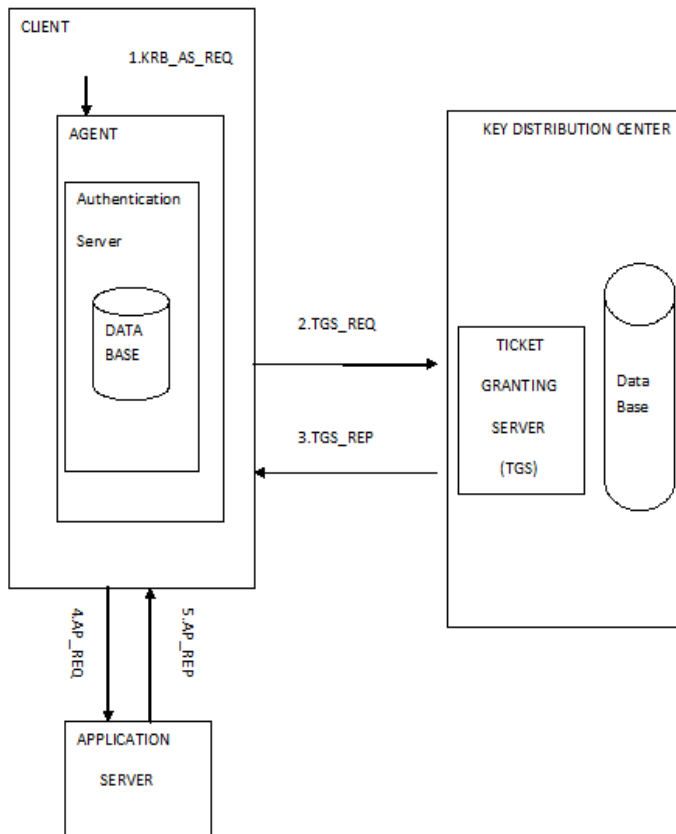 CLIENT
1.KRB_AS_REQ
AGENT
Authentication
Server
DATA
BASE
2.TGS_REQ
3.TGS_REP
KEY DISTRIBUTION CENTER
TICKET
GRANTING
SERVER
(TGS)
Data
Base
4.AP_REQ
5.AP_REP
APPLICATION
SERVER